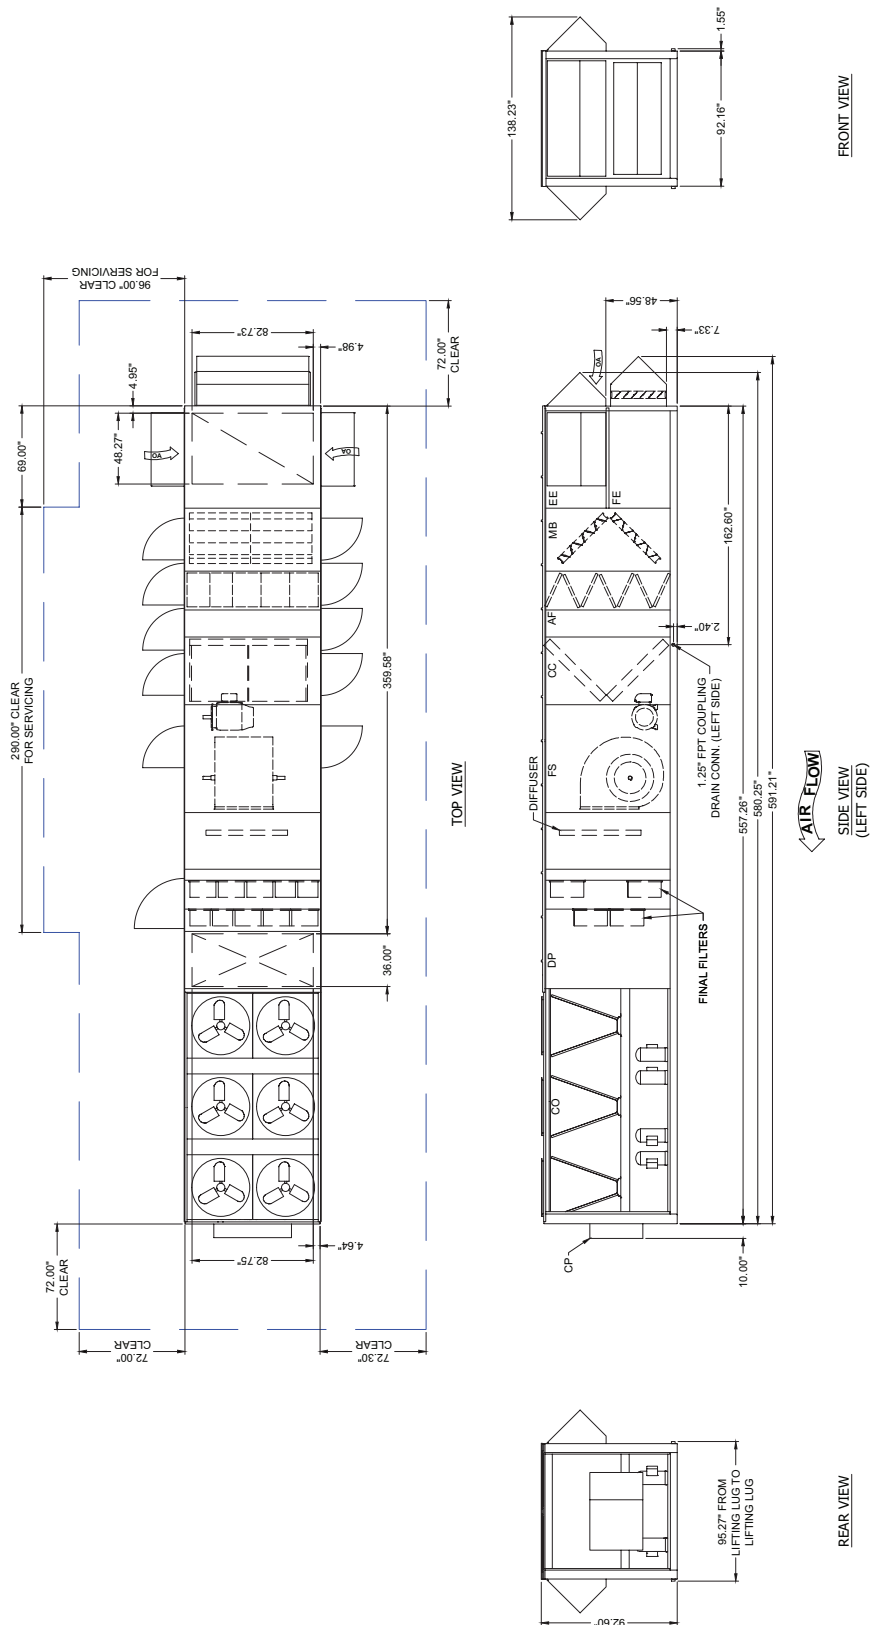 138.23"
1.55"
92.16"
FRONT VIEW
96.00" CLEAR
FOR SERVICING
82.73"
4.98"
72.00"
CLEAR
4.95"
48.27"
69.00"
OA
OA
290.00" CLEAR
FOR SERVICING
359.58"
36.00"
TOP VIEW
82.75"
4.64"
72.00"
CLEAR
72.00"
CLEAR
72.30"
CLEAR
48.56"
7.33"
OA
EE
FE
MB
AF
CC
FS
DIFFUSER
DP
CO
CP
162.60"
2.40"
1.25" FPT COUPLING
DRAIN CONN. (LEFT SIDE)
FINAL FILTERS
557.26"
580.25"
591.21"
10.00"
AIR FLOW
SIDE VIEW
(LEFT SIDE)
95.27" FROM
LIFTING LUG TO
LIFTING LUG
92.60"
REAR VIEW